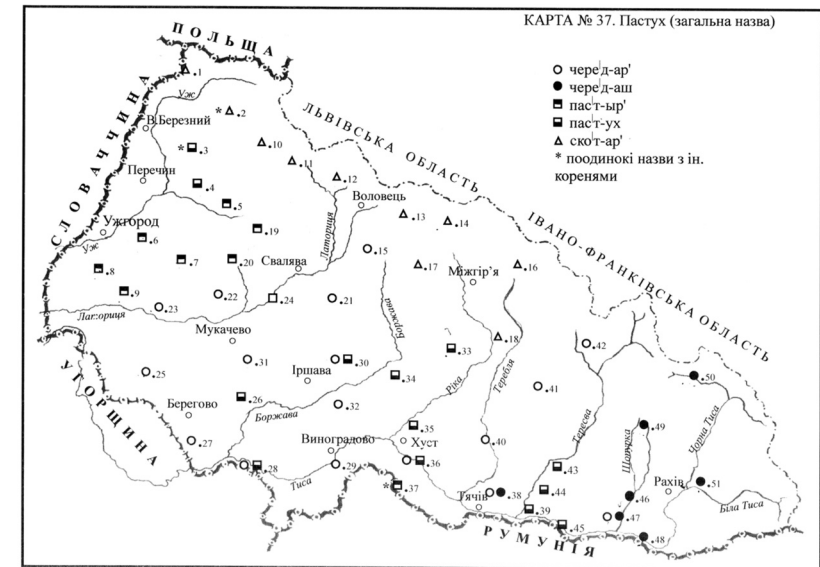 КАРТА № 37. Пастух (загальна назва)
чере|д-ар'
черед-аш
паст-ыр'
паст-ух
ско|т-ар'
* поодинокі назви з ін.
коренями
ПОЛЬЩА
СЛОВАЧЧИНА
ЛЬВІВСЬКА ОБЛАСТЬ
ІВАНО-ФРАНКІВСЬКА ОБЛАСТЬ
УГОРЩИНА
РУМУНІЯ
.1
Уж
* .2
В.Березний
* .3
.10
.11
Перечин
.4
.12
.5
Воловець
.13
.14
Ужгород
.19
Латориця
.6
Уж
.15
.8
.7
.20
Свалява
.17
Міжгір'я
.16
.9
.23
.22
.24
.21
Боржава
Латориця
Мукачево
.18
.42
.31
.30
.33
.25
Іршава
.34
Ріка
Теребля
.50
.26
.41
Берегово
Боржава
.32
Тересва
Чорна Тиса
.35
.49
.27
Виноградово
Хуст
.40
Шопурка
.28
.29
.36
.43
Рахів
.51
Тиса
* .37
.38
.44
.46
Тячів
.39
.47
Біла Тиса
.45
.48